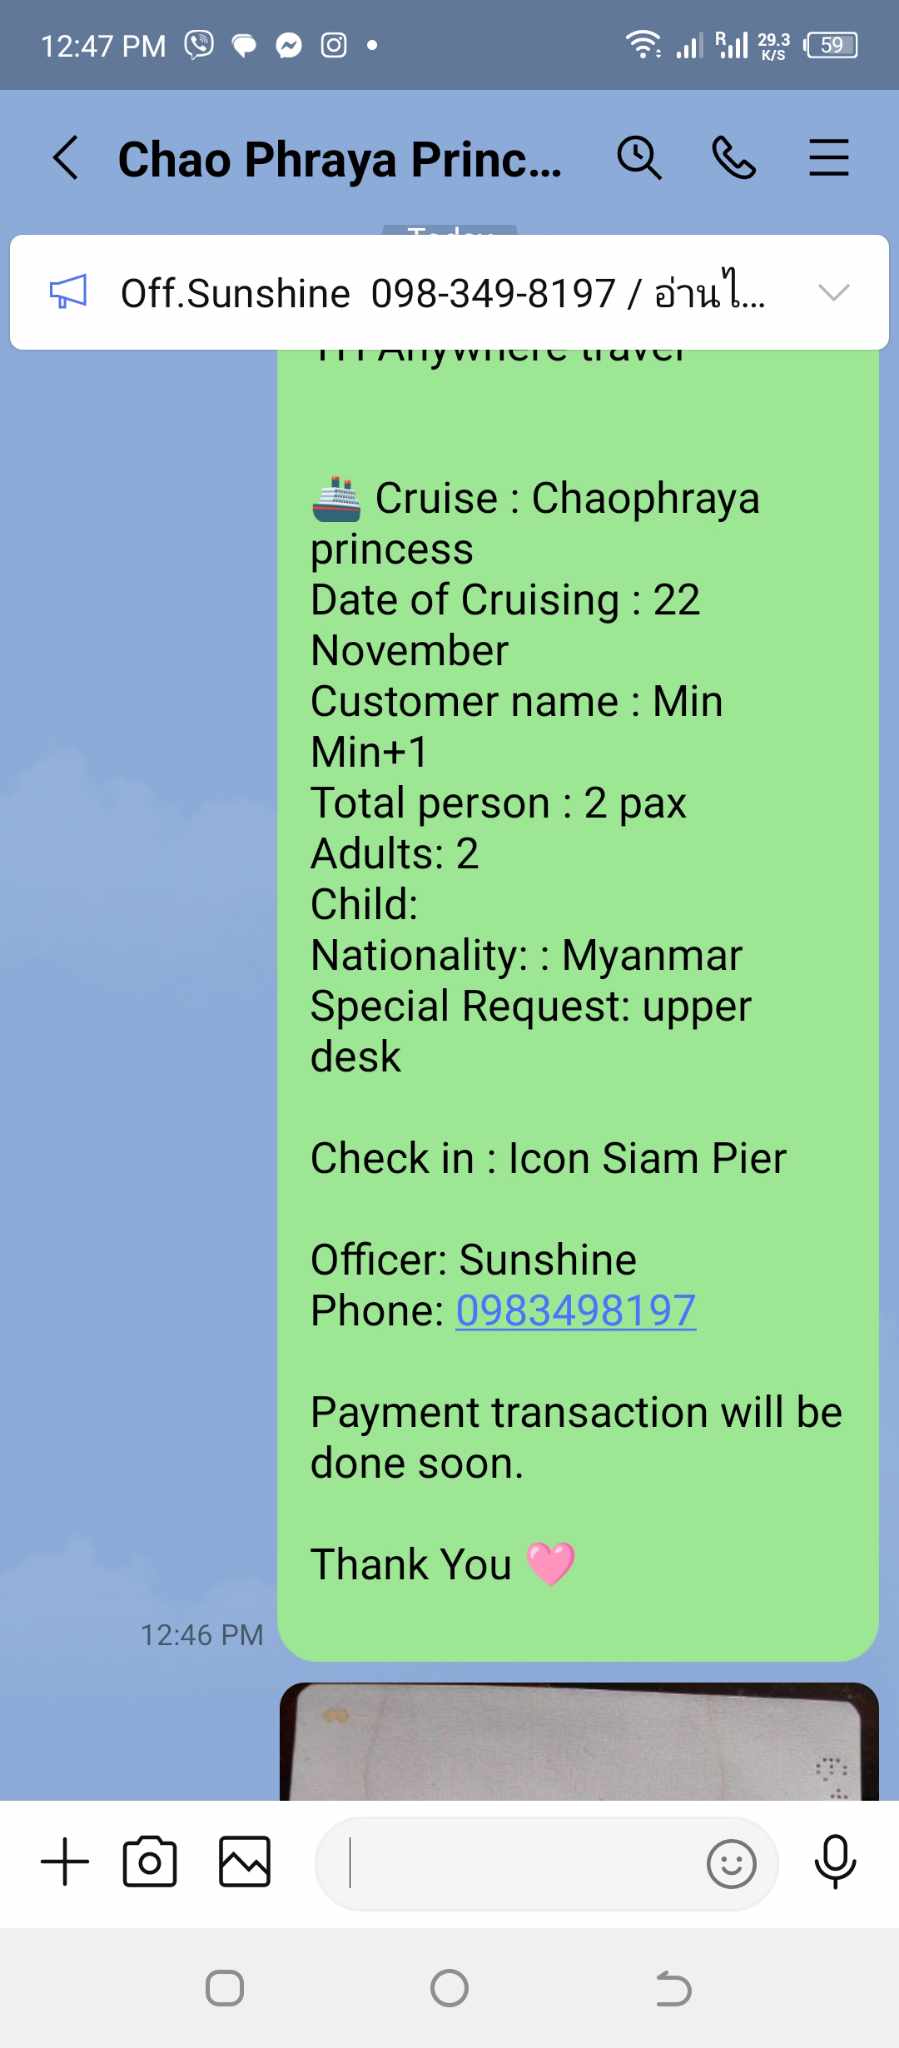 12:47 PM
R
29.3
K/S
59
Chao Phraya Princ...
Today
Off.Sunshine 098-349-8197 / อ่านไ...
Anywhere travel
Cruise : Chaophraya
princess
Date of Cruising : 22
November
Customer name : Min
Min+1
Total person : 2 pax
Adults: 2
Child:
Nationality: : Myanmar
Special Request: upper
desk
Check in : Icon Siam Pier
Officer: Sunshine
Phone: 0983498197
Payment transaction will be
done soon.
Thank You 🩷
12:46 PM